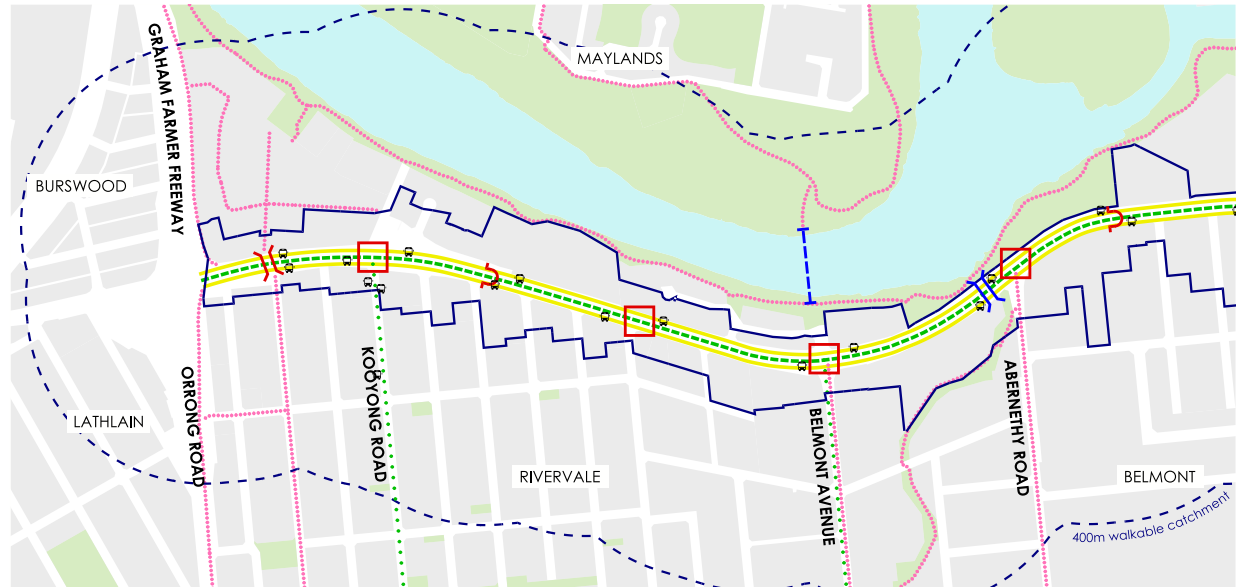 MAYLANDS
GRAHAM FARMER FREEWAY
BURSWOOD
ORRONG ROAD
KOOYONG ROAD
LATHLAIN
RIVERVALE
BELMONT AVENUE
ABERNETHY ROAD
BELMONT
400m walkable catchment